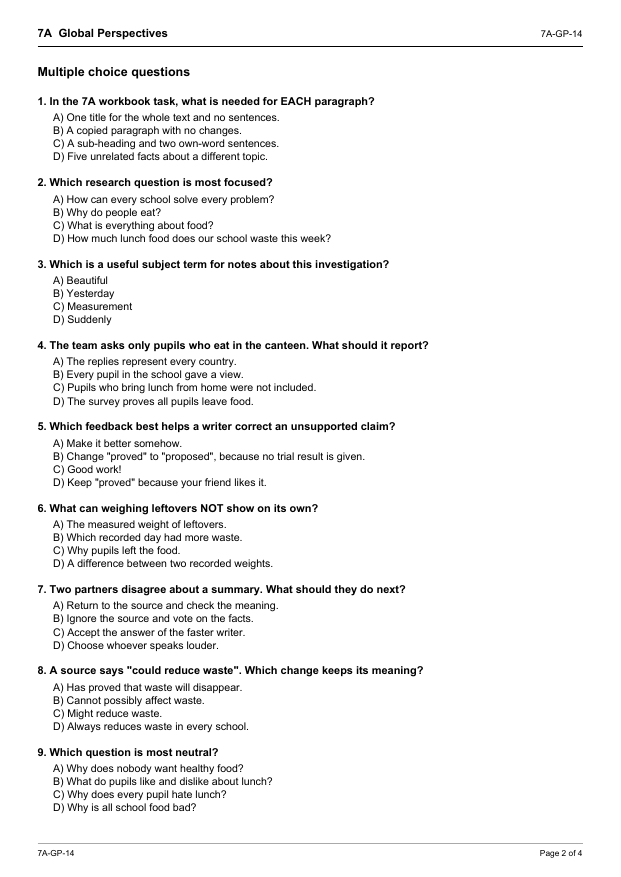 7A Global Perspectives
7A-GP-14
Multiple choice questions
1. In the 7A workbook task, what is needed for EACH paragraph?
A) One title for the whole text and no sentences.
B) A copied paragraph with no changes.
C) A sub-heading and two own-word sentences.
D) Five unrelated facts about a different topic.
2. Which research question is most focused?
A) How can every school solve every problem?
B) Why do people eat?
C) What is everything about food?
D) How much lunch food does our school waste this week?
3. Which is a useful subject term for notes about this investigation?
A) Beautiful
B) Yesterday
C) Measurement
D) Suddenly
4. The team asks only pupils who eat in the canteen. What should it report?
A) The replies represent every country.
B) Every pupil in the school gave a view.
C) Pupils who bring lunch from home were not included.
D) The survey proves all pupils leave food.
5. Which feedback best helps a writer correct an unsupported claim?
A) Make it better somehow.
B) Change "proved" to "proposed", because no trial result is given.
C) Good work!
D) Keep "proved" because your friend likes it.
6. What can weighing leftovers NOT show on its own?
A) The measured weight of leftovers.
B) Which recorded day had more waste.
C) Why pupils left the food.
D) A difference between two recorded weights.
7. Two partners disagree about a summary. What should they do next?
A) Return to the source and check the meaning.
B) Ignore the source and vote on the facts.
C) Accept the answer of the faster writer.
D) Choose whoever speaks louder.
8. A source says "could reduce waste". Which change keeps its meaning?
A) Has proved that waste will disappear.
B) Cannot possibly affect waste.
C) Might reduce waste.
D) Always reduces waste in every school.
9. Which question is most neutral?
A) Why does nobody want healthy food?
B) What do pupils like and dislike about lunch?
C) Why does every pupil hate lunch?
D) Why is all school food bad?
7A-GP-14
Page 2 of 4